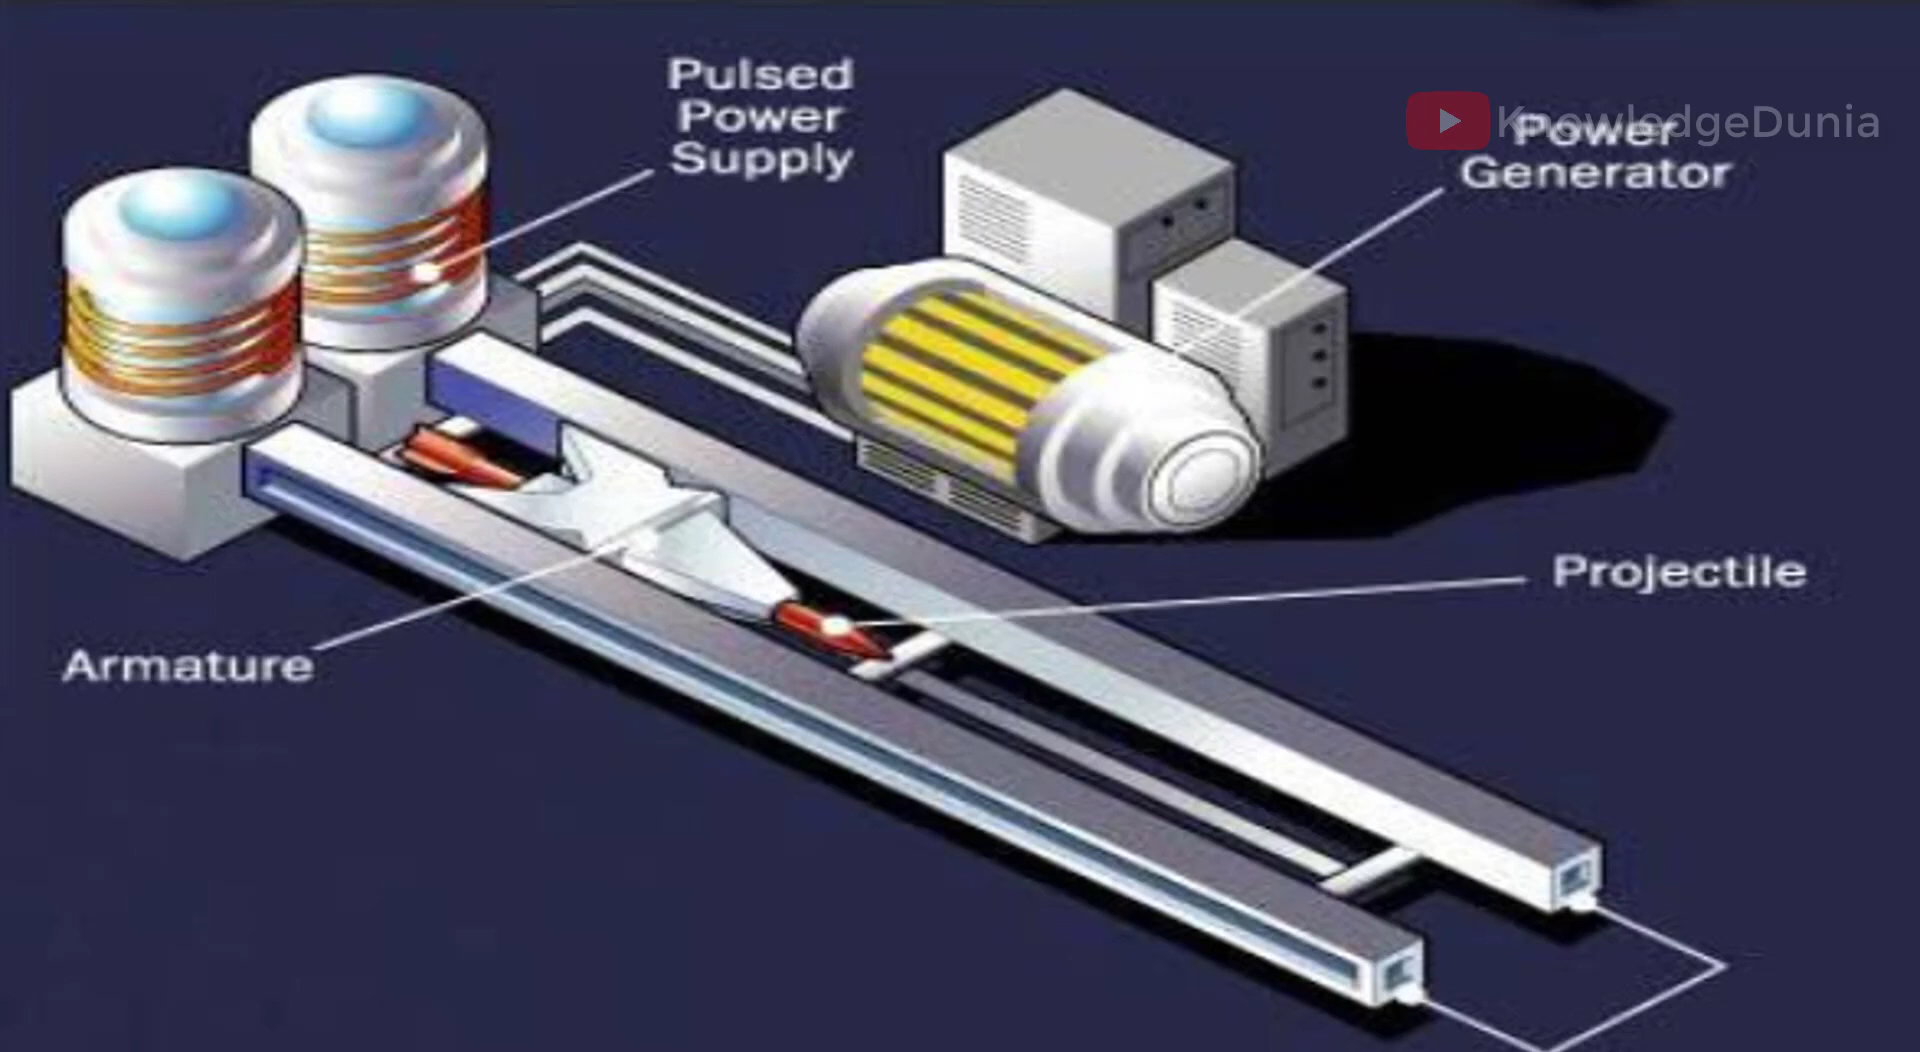 Pulsed
Power
Supply
KnowledgeDunia
Power
Generator
Projectile
Armature